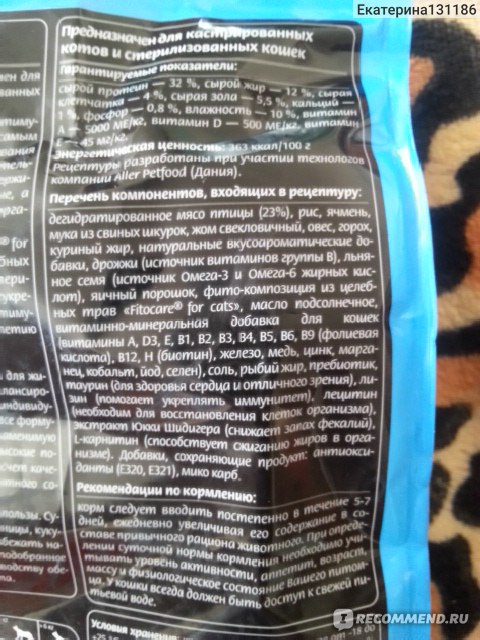 Екатерина131186
Предназначен для кастрированных
котов и стерилизованных кошек
Гарантируемые показатели:
сырой протеин — 32 %, сырой жир — 12 %, сырая
клетчатка — 4 %, сырая зола — 5,5 %, кальций —
1 %, фосфор — 0,8 %, влажность — 10 %, витамин
А — 5000 МЕ/кг, витамин D — 500 МЕ/кг, витамин
Е — 45 мг/кг.
Энергетическая ценность: 363 ккал/100 г
Рецептуры разработаны при участии технологов
компании Aller Petfood (Дания).
Перечень компонентов, входящих в рецептуру:
дегидратированное мясо птицы (23%), рис, ячмень,
мука из свиных шкурок, жом свекловичный, овес, горох,
куриный жир, натуральные вкусоароматические до-
бавки, дрожжи (источник витаминов группы В), льня-
ное семя (источник Омега-3 и Омега-6 жирных кис-
лот), яичный порошок, фито-композиция из целеб-
ных трав «Fitocare® for cats», масло подсолнечное,
витаминно-минеральная добавка для кошек
(витамины А, D3, Е, В1, В2, В3, В4, В5, В6, В9 (фолиевая
кислота), В12, Н (биотин), железо, медь, цинк, марга-
нец, кобальт, йод, селен), соль, рыбий жир, пребиотик,
таурин (для здоровья сердца и отличного зрения), ли-
зин (помогает укреплять иммунитет), лецитин
(необходим для восстановления клеток организма),
экстракт Юкки Шидигера (снижает запах фекалий),
L-карнитин (способствует сжиганию жиров в орга-
низме). Добавки, сохраняющие продукт: антиокси-
данты (Е320, Е321), мико карб.
Рекомендации по кормлению:
корм следует вводить постепенно в течение 5-7
дней, ежедневно увеличивая его содержание в со-
ставе привычного рациона животного. При опреде-
лении суточной нормы кормления необходимо учи-
тывать уровень активности, аппетит, возраст,
массу и физиологическое состояние Вашего питом-
ца. У кошки всегда должен быть доступ к свежей пи-
тьевой воде.
Условия хранения:
IRECOMMEND.RU